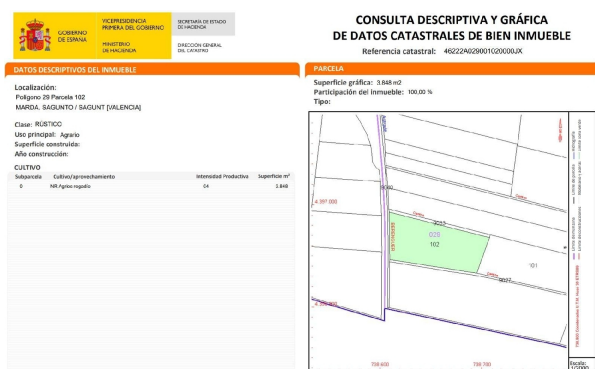 GOBIERNO
DE ESPAÑA
VICEPRESIDENCIA
PRIMERA DEL GOBIERNO
MINISTERIO
DE HACIENDA
SECRETARÍA DE ESTADO
DE HACIENDA
DIRECCIÓN GENERAL
DEL CATASTRO
CONSULTA DESCRIPTIVA Y GRÁFICA
DE DATOS CATASTRALES DE BIEN INMUEBLE
Referencia catastral: 46222A029001020000JX
DATOS DESCRIPTIVOS DEL INMUEBLE
Localización:
Polígono 29 Parcela 102
MARDA. SAGUNTO / SAGUNT [VALENCIA]
Clase: RÚSTICO
Uso principal: Agrario
Superficie construida:
Año construcción:
CULTIVO
Subparcela Cultivo/aprovechamiento Intensidad Productiva Superficie m²
0 NR Agrios regadío 04 3.848
PARCELA
Superficie gráfica: 3.848 m2
Participación del inmueble: 100,00 %
Tipo:
9040
4.397.000
9033
029
102
101
9027
738.600
738.700
Escala:
1/2000